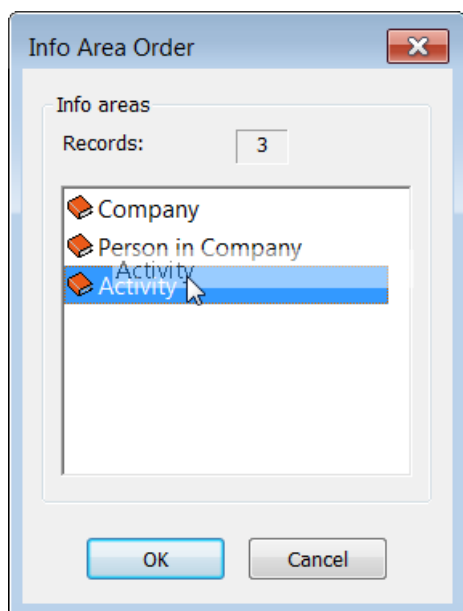 Info Area Order
Info areas
Records: 3
Company
Person in Company
Activity
Activity
OK Cancel